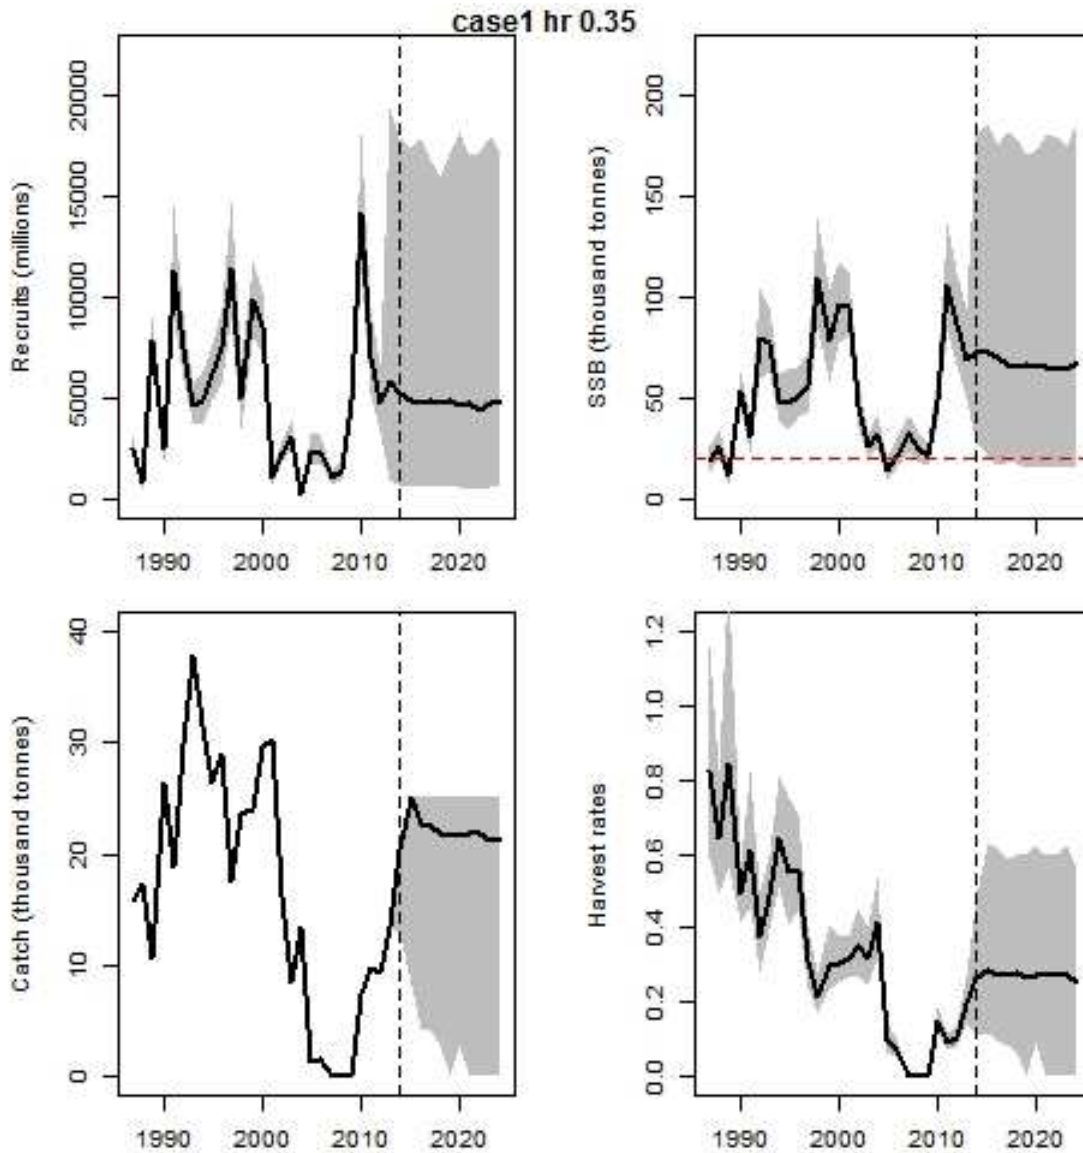 case1 hr 0.35
Recruits (millions)
20000
15000
10000
5000
0
1990 2000 2010 2020
SSB (thousand tonnes)
200
150
100
50
0
1990 2000 2010 2020
Catch (thousand tonnes)
40
30
20
10
0
1990 2000 2010 2020
Harvest rates
1.2
1.0
0.8
0.6
0.4
0.2
0.0
1990 2000 2010 2020